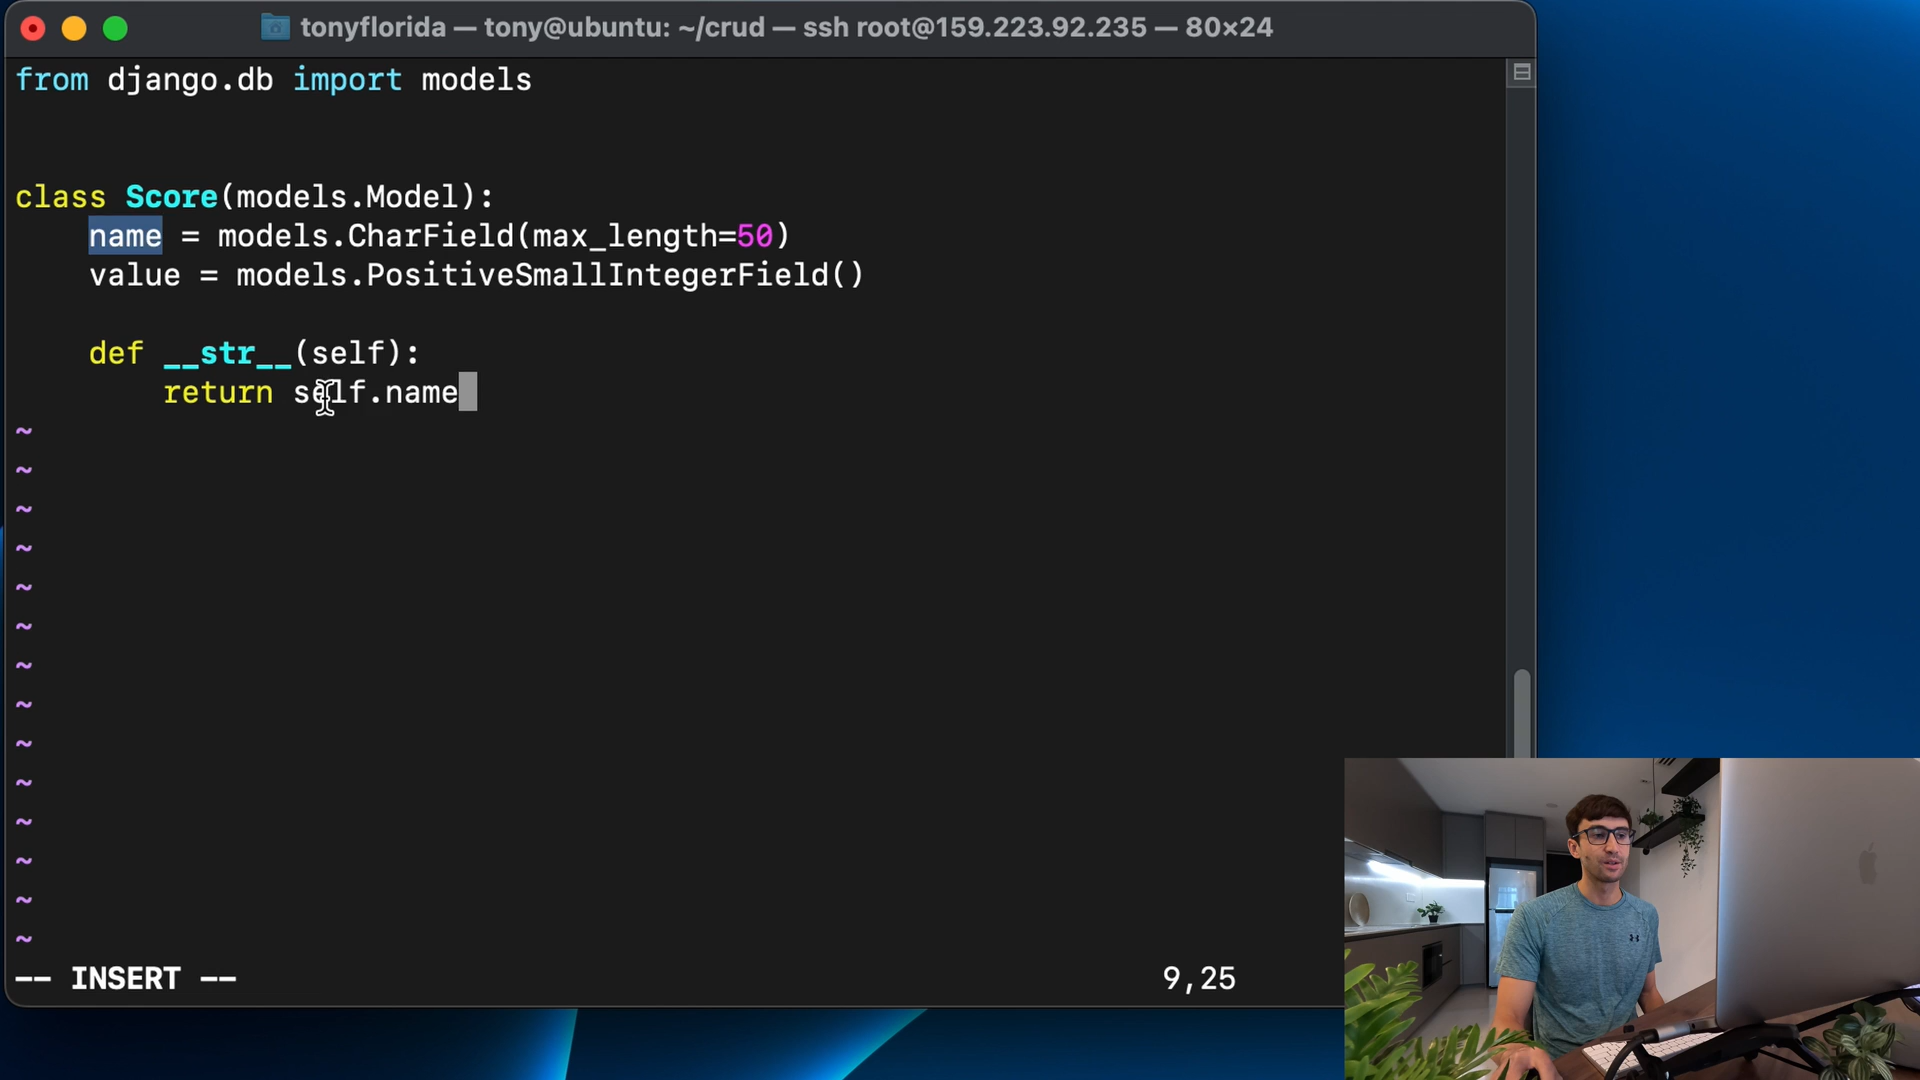 tonyflorida — tony@ubuntu: ~/crud — ssh root@159.223.92.235 — 80×24
from django.db import models
class Score(models.Model):
    name = models.CharField(max_length=50)
    value = models.PositiveSmallIntegerField()
    def __str__(self):
        return self.name
~
~
~
~
~
~
~
~
~
~
~
~
~
~
-- INSERT -- 9,25